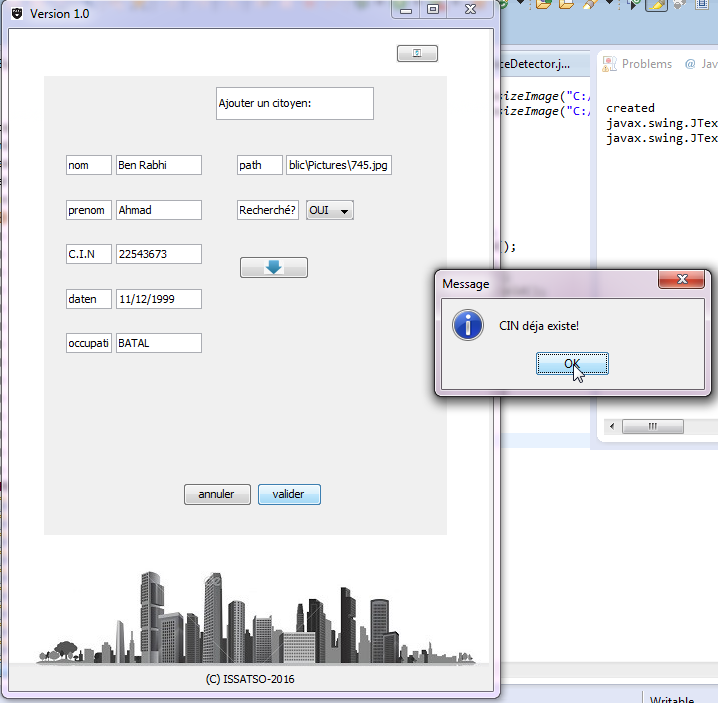 Version 1.0
Ajouter un citoyen:
nom Ben Rabhi path blic\Pictures\745.jpg
prenom Ahmad Recherché? OUI
C.I.N 22543673
daten 11/12/1999
occupati BATAL
annuler valider
(C) ISSATSO-2016
ceDetector.j...
sizeImage("C:/
sizeImage("C:/
);
Problems @ Jav
created
javax.swing.JTex
javax.swing.JTex
Message
CIN déja existe!
OK
Writable